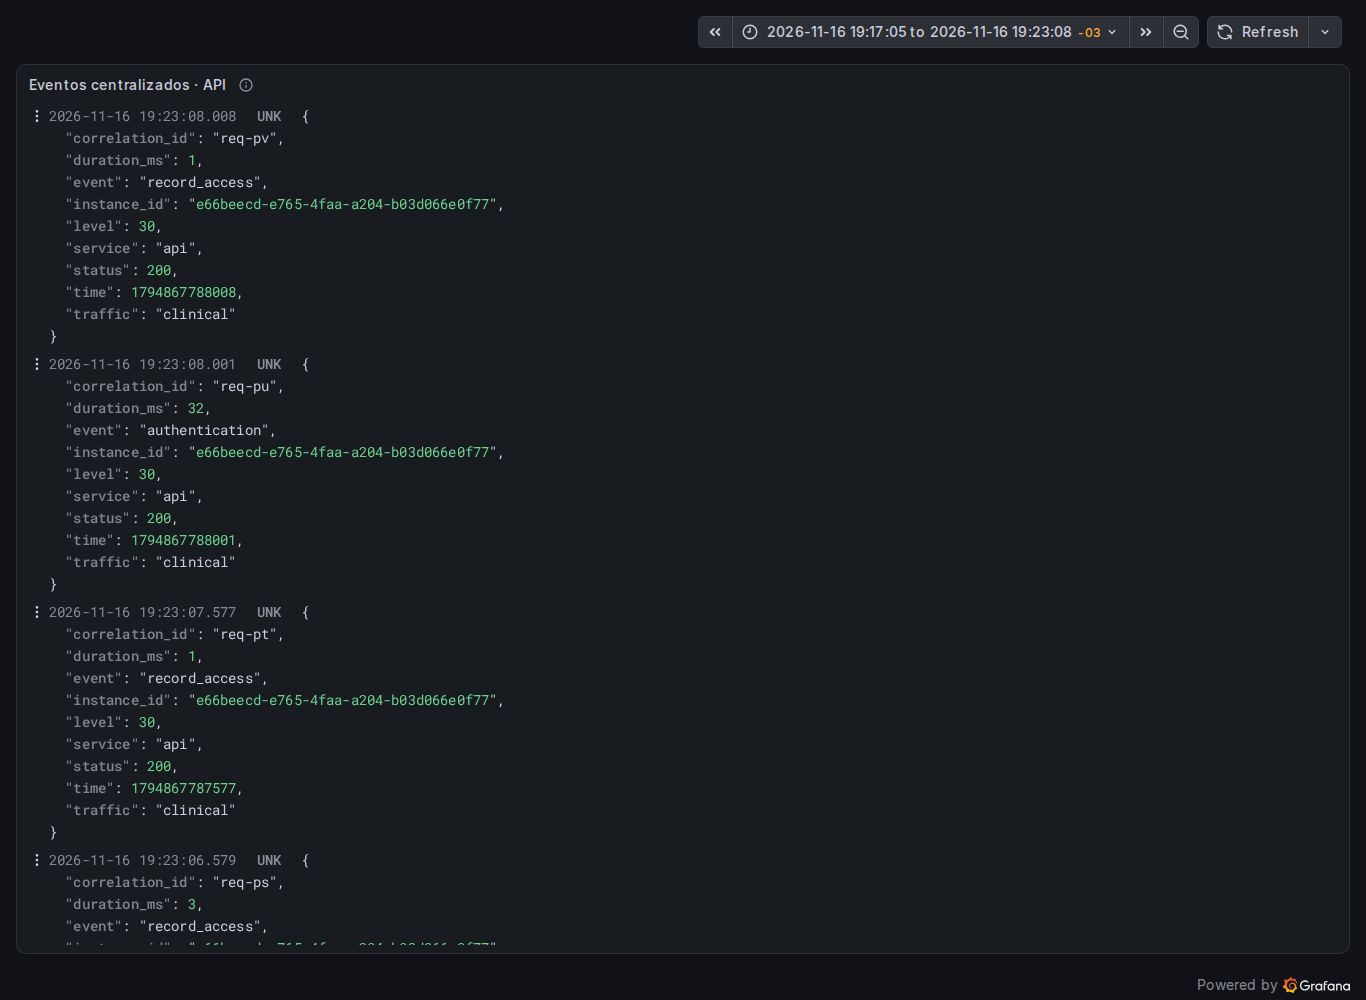 2026-11-16 19:17:05 to 2026-11-16 19:23:08 -03 Refresh
Eventos centralizados · API
2026-11-16 19:23:08.008 UNK {
"correlation_id": "req-pv",
"duration_ms": 1,
"event": "record_access",
"instance_id": "e66beecd-e765-4faa-a204-b03d066e0f77",
"level": 30,
"service": "api",
"status": 200,
"time": 1794867788008,
"traffic": "clinical"
}
2026-11-16 19:23:08.001 UNK {
"correlation_id": "req-pu",
"duration_ms": 32,
"event": "authentication",
"instance_id": "e66beecd-e765-4faa-a204-b03d066e0f77",
"level": 30,
"service": "api",
"status": 200,
"time": 1794867788001,
"traffic": "clinical"
}
2026-11-16 19:23:07.577 UNK {
"correlation_id": "req-pt",
"duration_ms": 1,
"event": "record_access",
"instance_id": "e66beecd-e765-4faa-a204-b03d066e0f77",
"level": 30,
"service": "api",
"status": 200,
"time": 1794867787577,
"traffic": "clinical"
}
2026-11-16 19:23:06.579 UNK {
"correlation_id": "req-ps",
"duration_ms": 3,
"event": "record_access",
Powered by Grafana